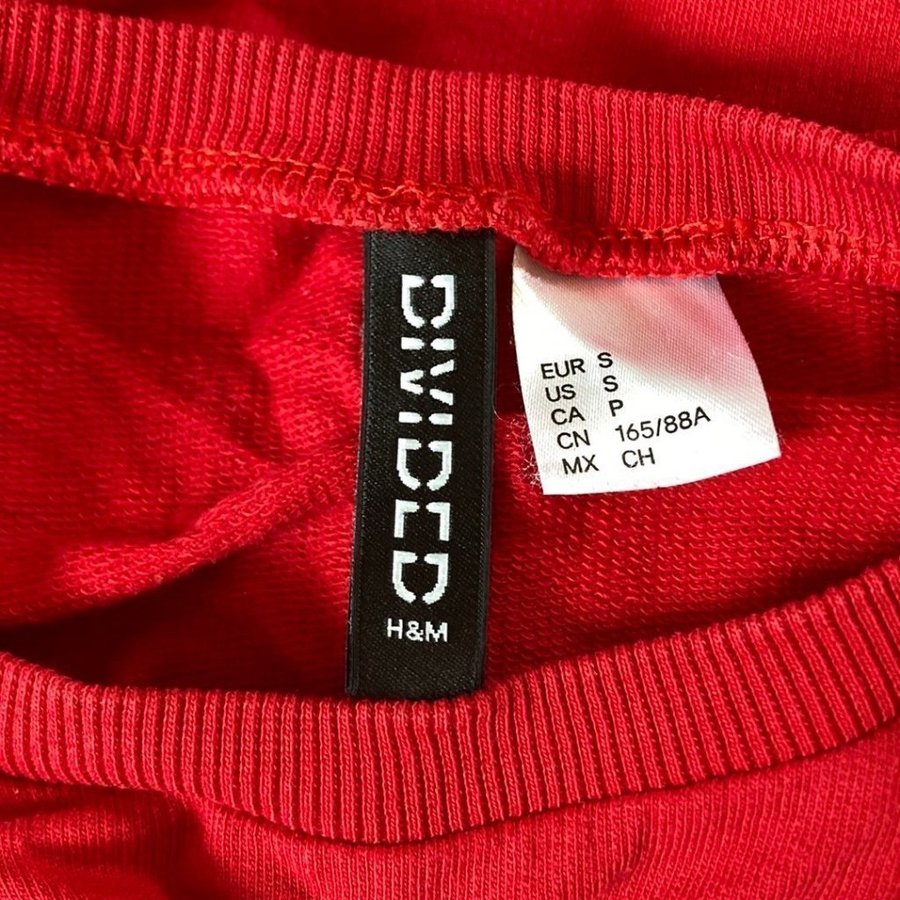 DIVIDED
H&M
EUR S
US S
CA P
CN 165/88A
MX CH